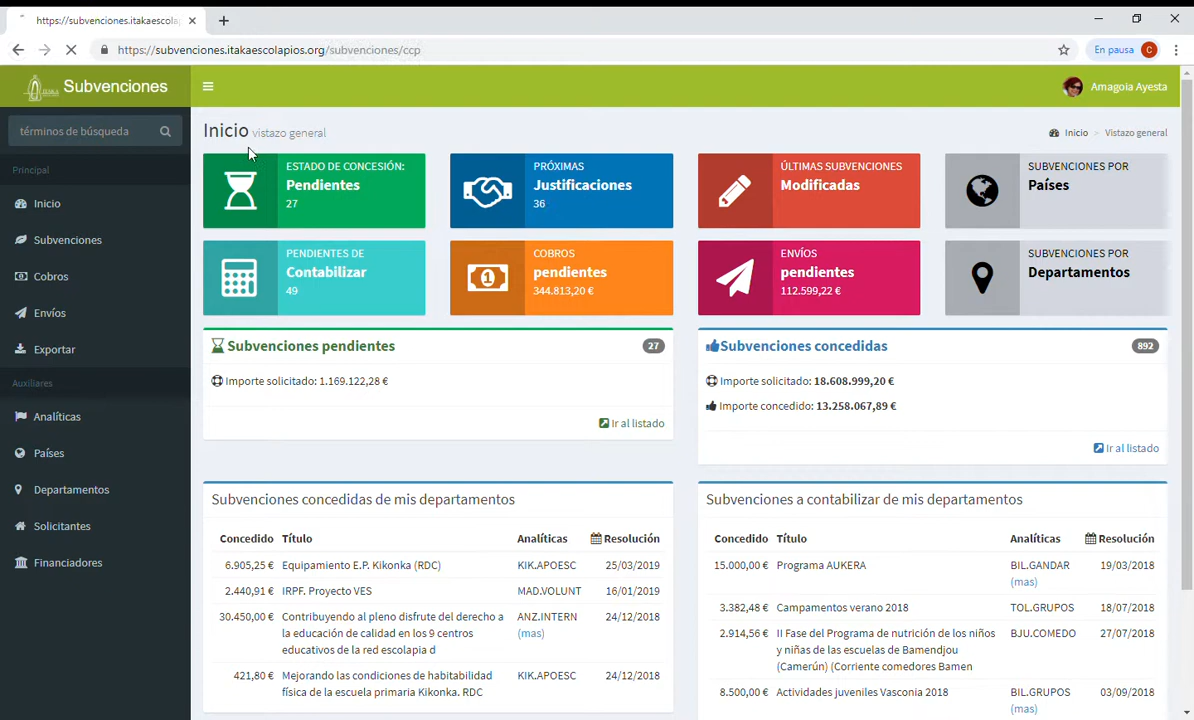 https://subvenciones.itakaescola
https://subvenciones.itakaescolapios.org/subvenciones/ccp
En pausa
C
Subvenciones
Amagoia Ayesta
términos de búsqueda
Principal
Inicio
Subvenciones
Cobros
Envíos
Exportar
Auxiliares
Analíticas
Países
Departamentos
Solicitantes
Financiadores
Inicio vistazo general
Inicio > Vistazo general
ESTADO DE CONCESIÓN:
Pendientes
27
PRÓXIMAS
Justificaciones
36
ÚLTIMAS SUBVENCIONES
Modificadas
SUBVENCIONES POR
Países
PENDIENTES DE
Contabilizar
49
COBROS
pendientes
344.813,20 €
ENVÍOS
pendientes
112.599,22 €
SUBVENCIONES POR
Departamentos
Subvenciones pendientes 27
Importe solicitado: 1.169.122,28 €
Ir al listado
Subvenciones concedidas 892
Importe solicitado: 18.608.999,20 €
Importe concedido: 13.258.067,89 €
Ir al listado
Subvenciones concedidas de mis departamentos
Concedido Título Analíticas Resolución
6.905,25 € Equipamiento E.P. Kikonka (RDC) KIK.APOESC 25/03/2019
2.440,91 € IRPF. Proyecto VES MAD.VOLUNT 16/01/2019
30.450,00 € Contribuyendo al pleno disfrute del derecho a ANZ.INTERN 24/12/2018
la educación de calidad en los 9 centros (mas)
educativos de la red escolapia d
421,80 € Mejorando las condiciones de habitabilidad KIK.APOESC 24/12/2018
física de la escuela primaria Kikonka. RDC
Subvenciones a contabilizar de mis departamentos
Concedido Título Analíticas Resolución
15.000,00 € Programa AUKERA BIL.GANDAR 19/03/2018
(mas)
3.382,48 € Campamentos verano 2018 TOL.GRUPOS 18/07/2018
2.914,56 € II Fase del Programa de nutrición de los niños BJU.COMEDO 27/07/2018
y niñas de las escuelas de Bamendjou
(Camerún) (Corriente comedores Bamen
8.500,00 € Actividades juveniles Vasconia 2018 BIL.GRUPOS 03/09/2018
(mas)